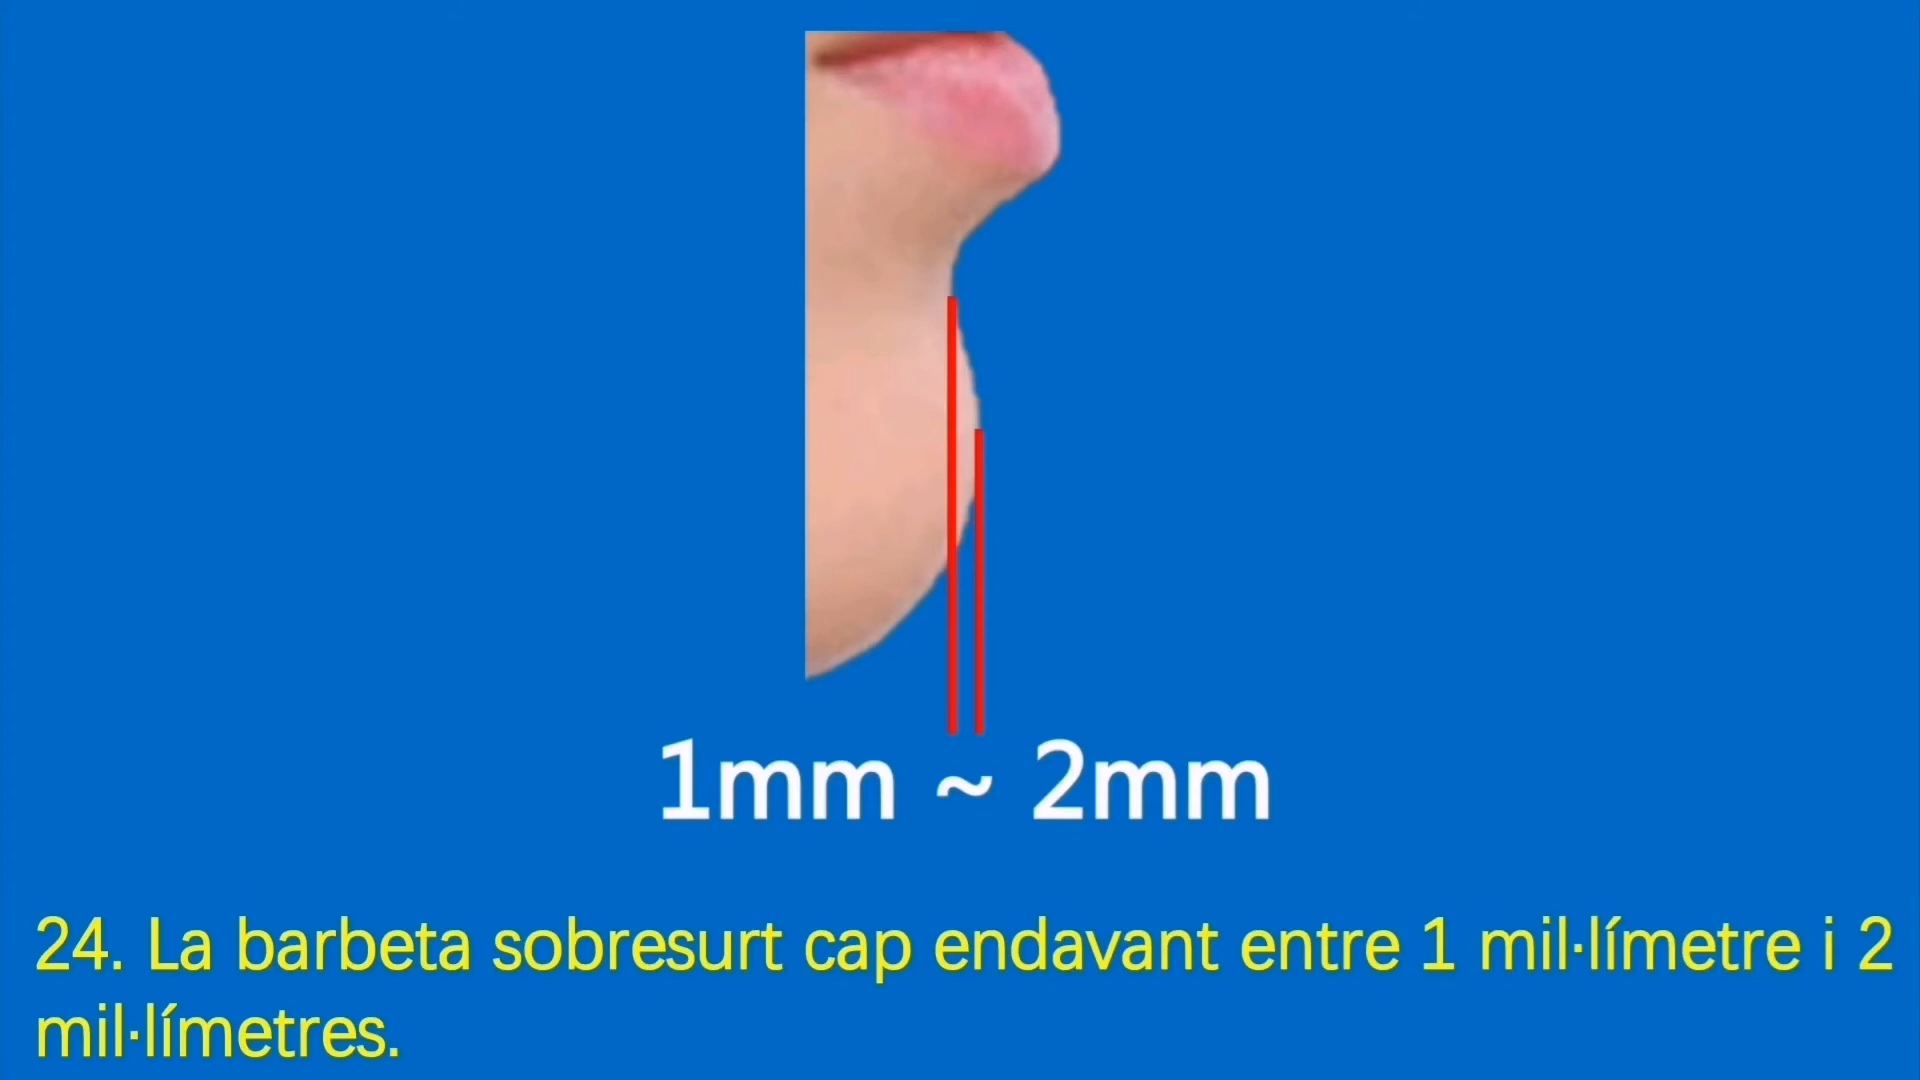 1mm ~ 2mm
24. La barbeta sobresurt cap endavant entre 1 mil·límetre i 2
mil·límetres.